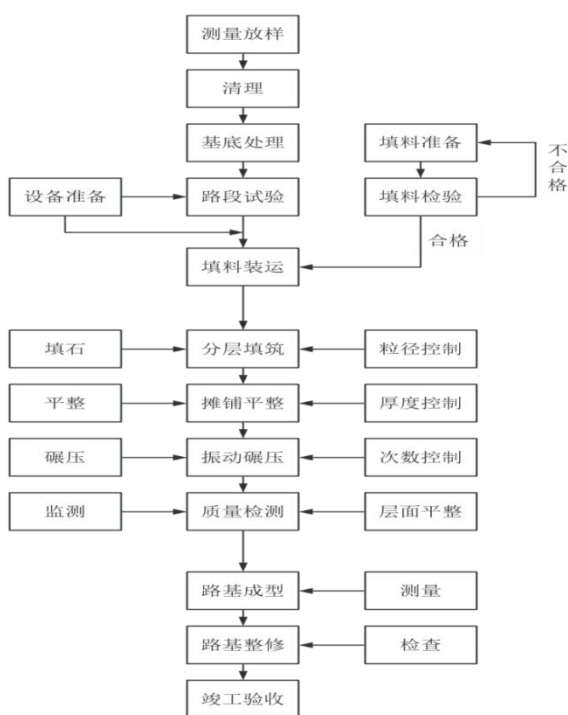 测量放样
清理
基底处理
填料准备
不合格
设备准备
路段试验
填料检验
合格
填料装运
填石
分层填筑
粒径控制
平整
摊铺平整
厚度控制
碾压
振动碾压
次数控制
监测
质量检测
层面平整
路基成型
测量
路基整修
检查
竣工验收